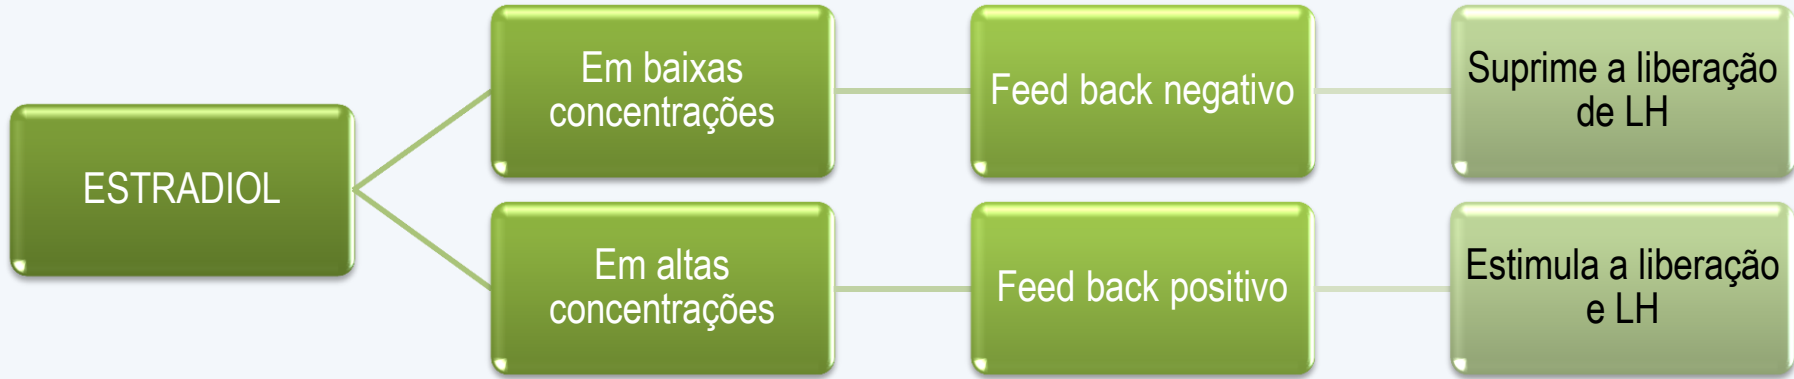 ESTRADIOL
Em baixas
concentrações
Feed back negativo
Suprime a liberação
de LH
Em altas
concentrações
Feed back positivo
Estimula a liberação
e LH